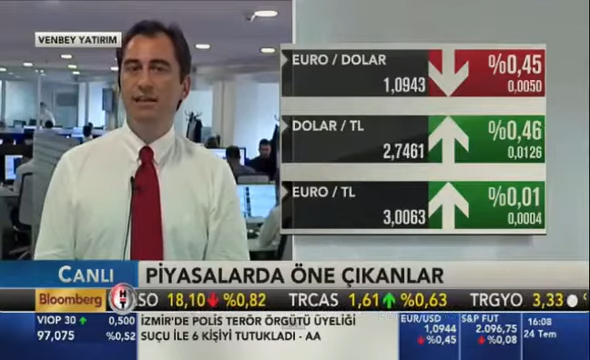 VENBEY YATIRIM
EURO / DOLAR
1,0943
%0,45
0,0050
DOLAR / TL
2,7461
%0,46
0,0126
EURO / TL
3,0063
%0,01
0,0004
CANLI
PİYASALARDA ÖNE ÇIKANLAR
Bloomberg HT SO 18,10 %0,82 TRCAS 1,61 %0,63 TRGYO 3,33 %
VIOP 30 0,500
97,075 %0,52
İZMİR'DE POLİS TERÖR ÖRGÜTÜ ÜYELİĞİ
SUÇU İLE 6 KİŞİYİ TUTUKLADI - AA
EUR/USD
1,0944
%0,45
S&P FUT
2.096,75
%0,08
16:08
24 Tem